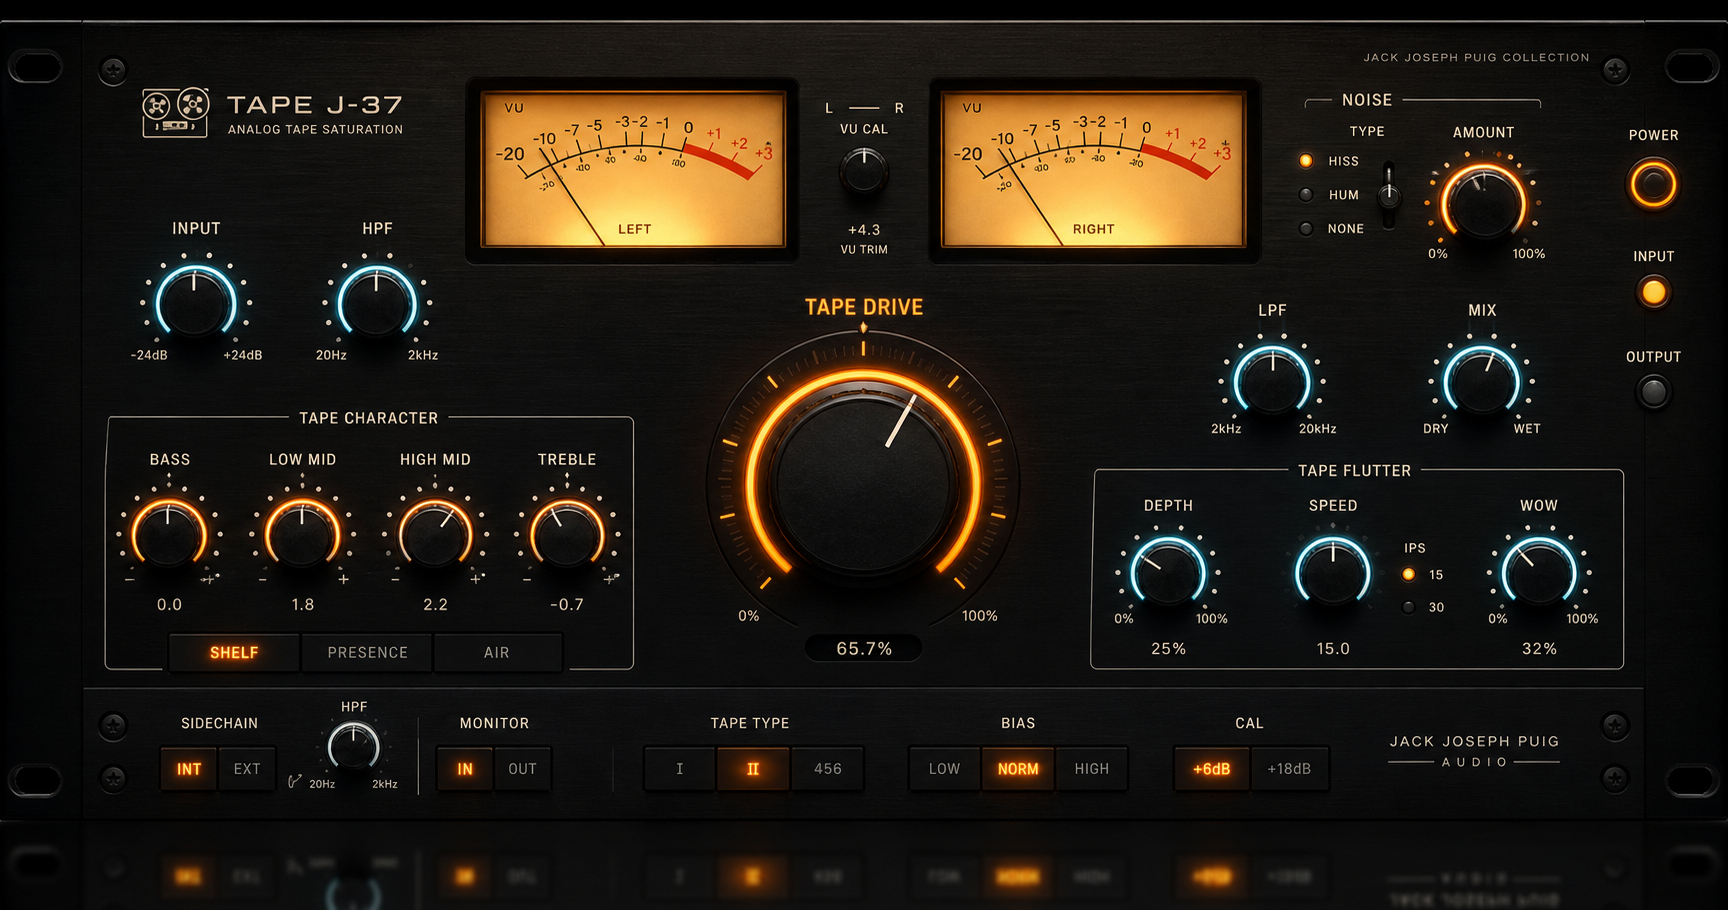 JACK JOSEPH PUIG COLLECTION
TAPE J-37
ANALOG TAPE SATURATION
VU
-20 -10 -7 -5 -3 -2 -1 0 +1 +2 +3
LEFT
L R
VU CAL
+4.3
VU TRIM
VU
-20 -10 -7 -5 -3 -2 -1 0 +1 +2 +3
RIGHT
NOISE
TYPE
HISS
HUM
NONE
AMOUNT
0% 100%
POWER
INPUT
OUTPUT
INPUT
-24dB +24dB
HPF
20Hz 2kHz
TAPE DRIVE
0% 100%
65.7%
LPF
2kHz 20kHz
MIX
DRY WET
TAPE CHARACTER
BASS LOW MID HIGH MID TREBLE
- + - + - + - +
0.0 1.8 2.2 -0.7
SHELF PRESENCE AIR
TAPE FLUTTER
DEPTH SPEED WOW
IPS
15
30
0% 100% 0% 100%
25% 15.0 32%
SIDECHAIN
INT EXT
HPF
20Hz 2kHz
MONITOR
IN OUT
TAPE TYPE
I II 456
BIAS
LOW NORM HIGH
CAL
+6dB +18dB
JACK JOSEPH PUIG
AUDIO